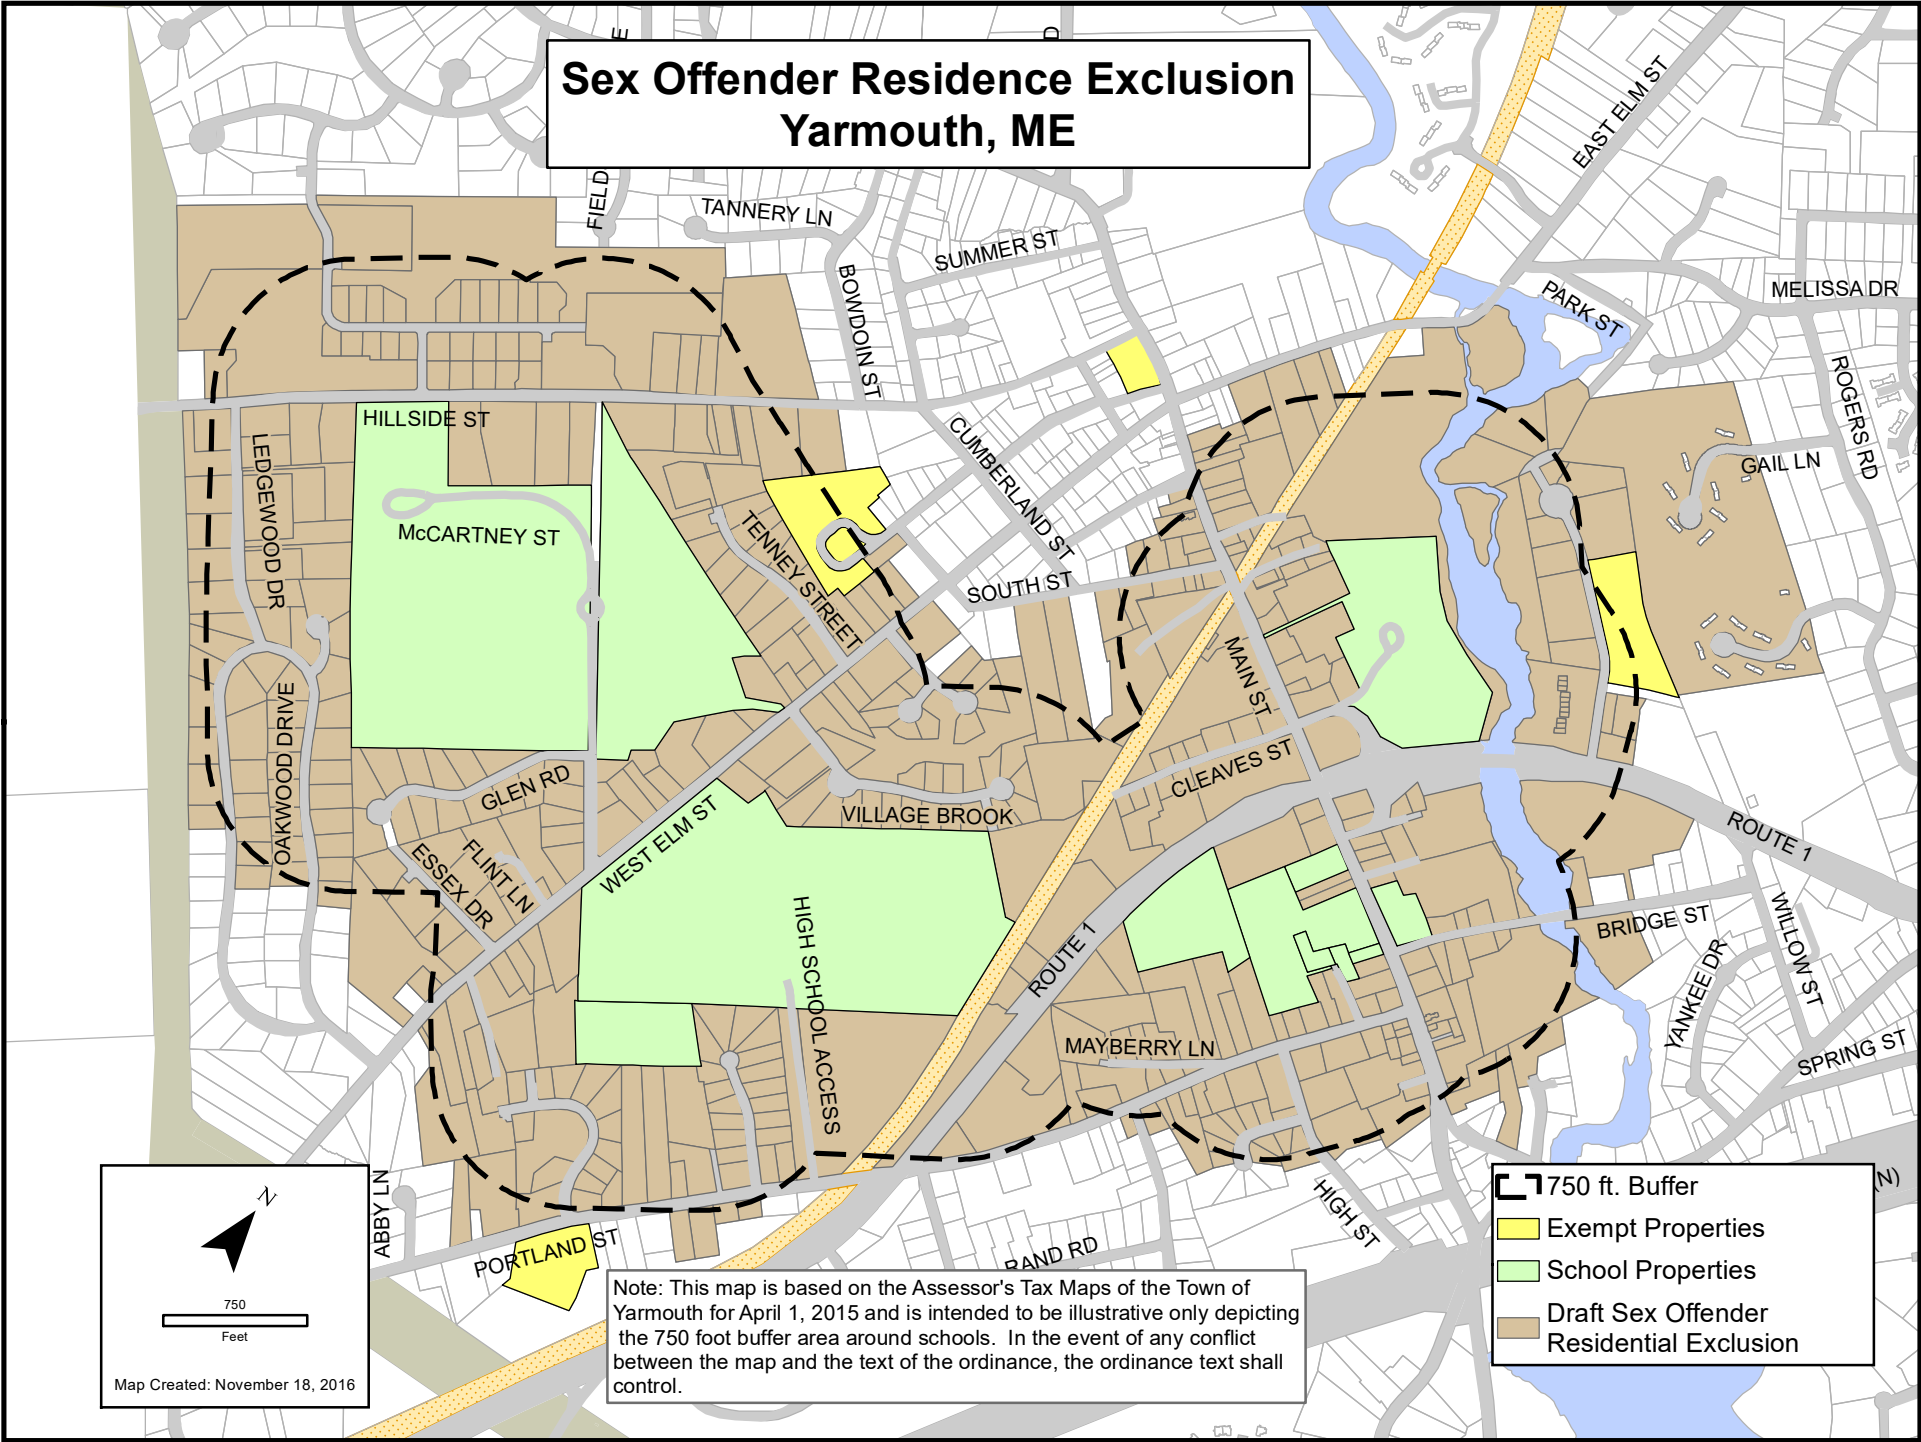 Sex Offender Residence Exclusion
Yarmouth, ME
E
D
FIELD
TANNERY LN
SUMMER ST
BOWDOIN ST
EAST ELM ST
PARK ST
MELISSA DR
ROGERS RD
GAIL LN
HILLSIDE ST
LEDGEWOOD DR
McCARTNEY ST
CUMBERLAND ST
TENNEY STREET
SOUTH ST
MAIN ST
OAKWOOD DRIVE
GLEN RD
CLEAVES ST
VILLAGE BROOK
WEST ELM ST
FLINT LN
ESSEX DR
ROUTE 1
HIGH SCHOOL ACCESS
ROUTE 1
BRIDGE ST
WILLOW ST
YANKEE DR
MAYBERRY LN
SPRING ST
ABBY LN
PORTLAND ST
HIGH ST
RAND RD
(N)
N
750
Feet
Map Created: November 18, 2016
Note: This map is based on the Assessor's Tax Maps of the Town of
Yarmouth for April 1, 2015 and is intended to be illustrative only depicting
the 750 foot buffer area around schools. In the event of any conflict
between the map and the text of the ordinance, the ordinance text shall
control.
750 ft. Buffer
Exempt Properties
School Properties
Draft Sex Offender
Residential Exclusion